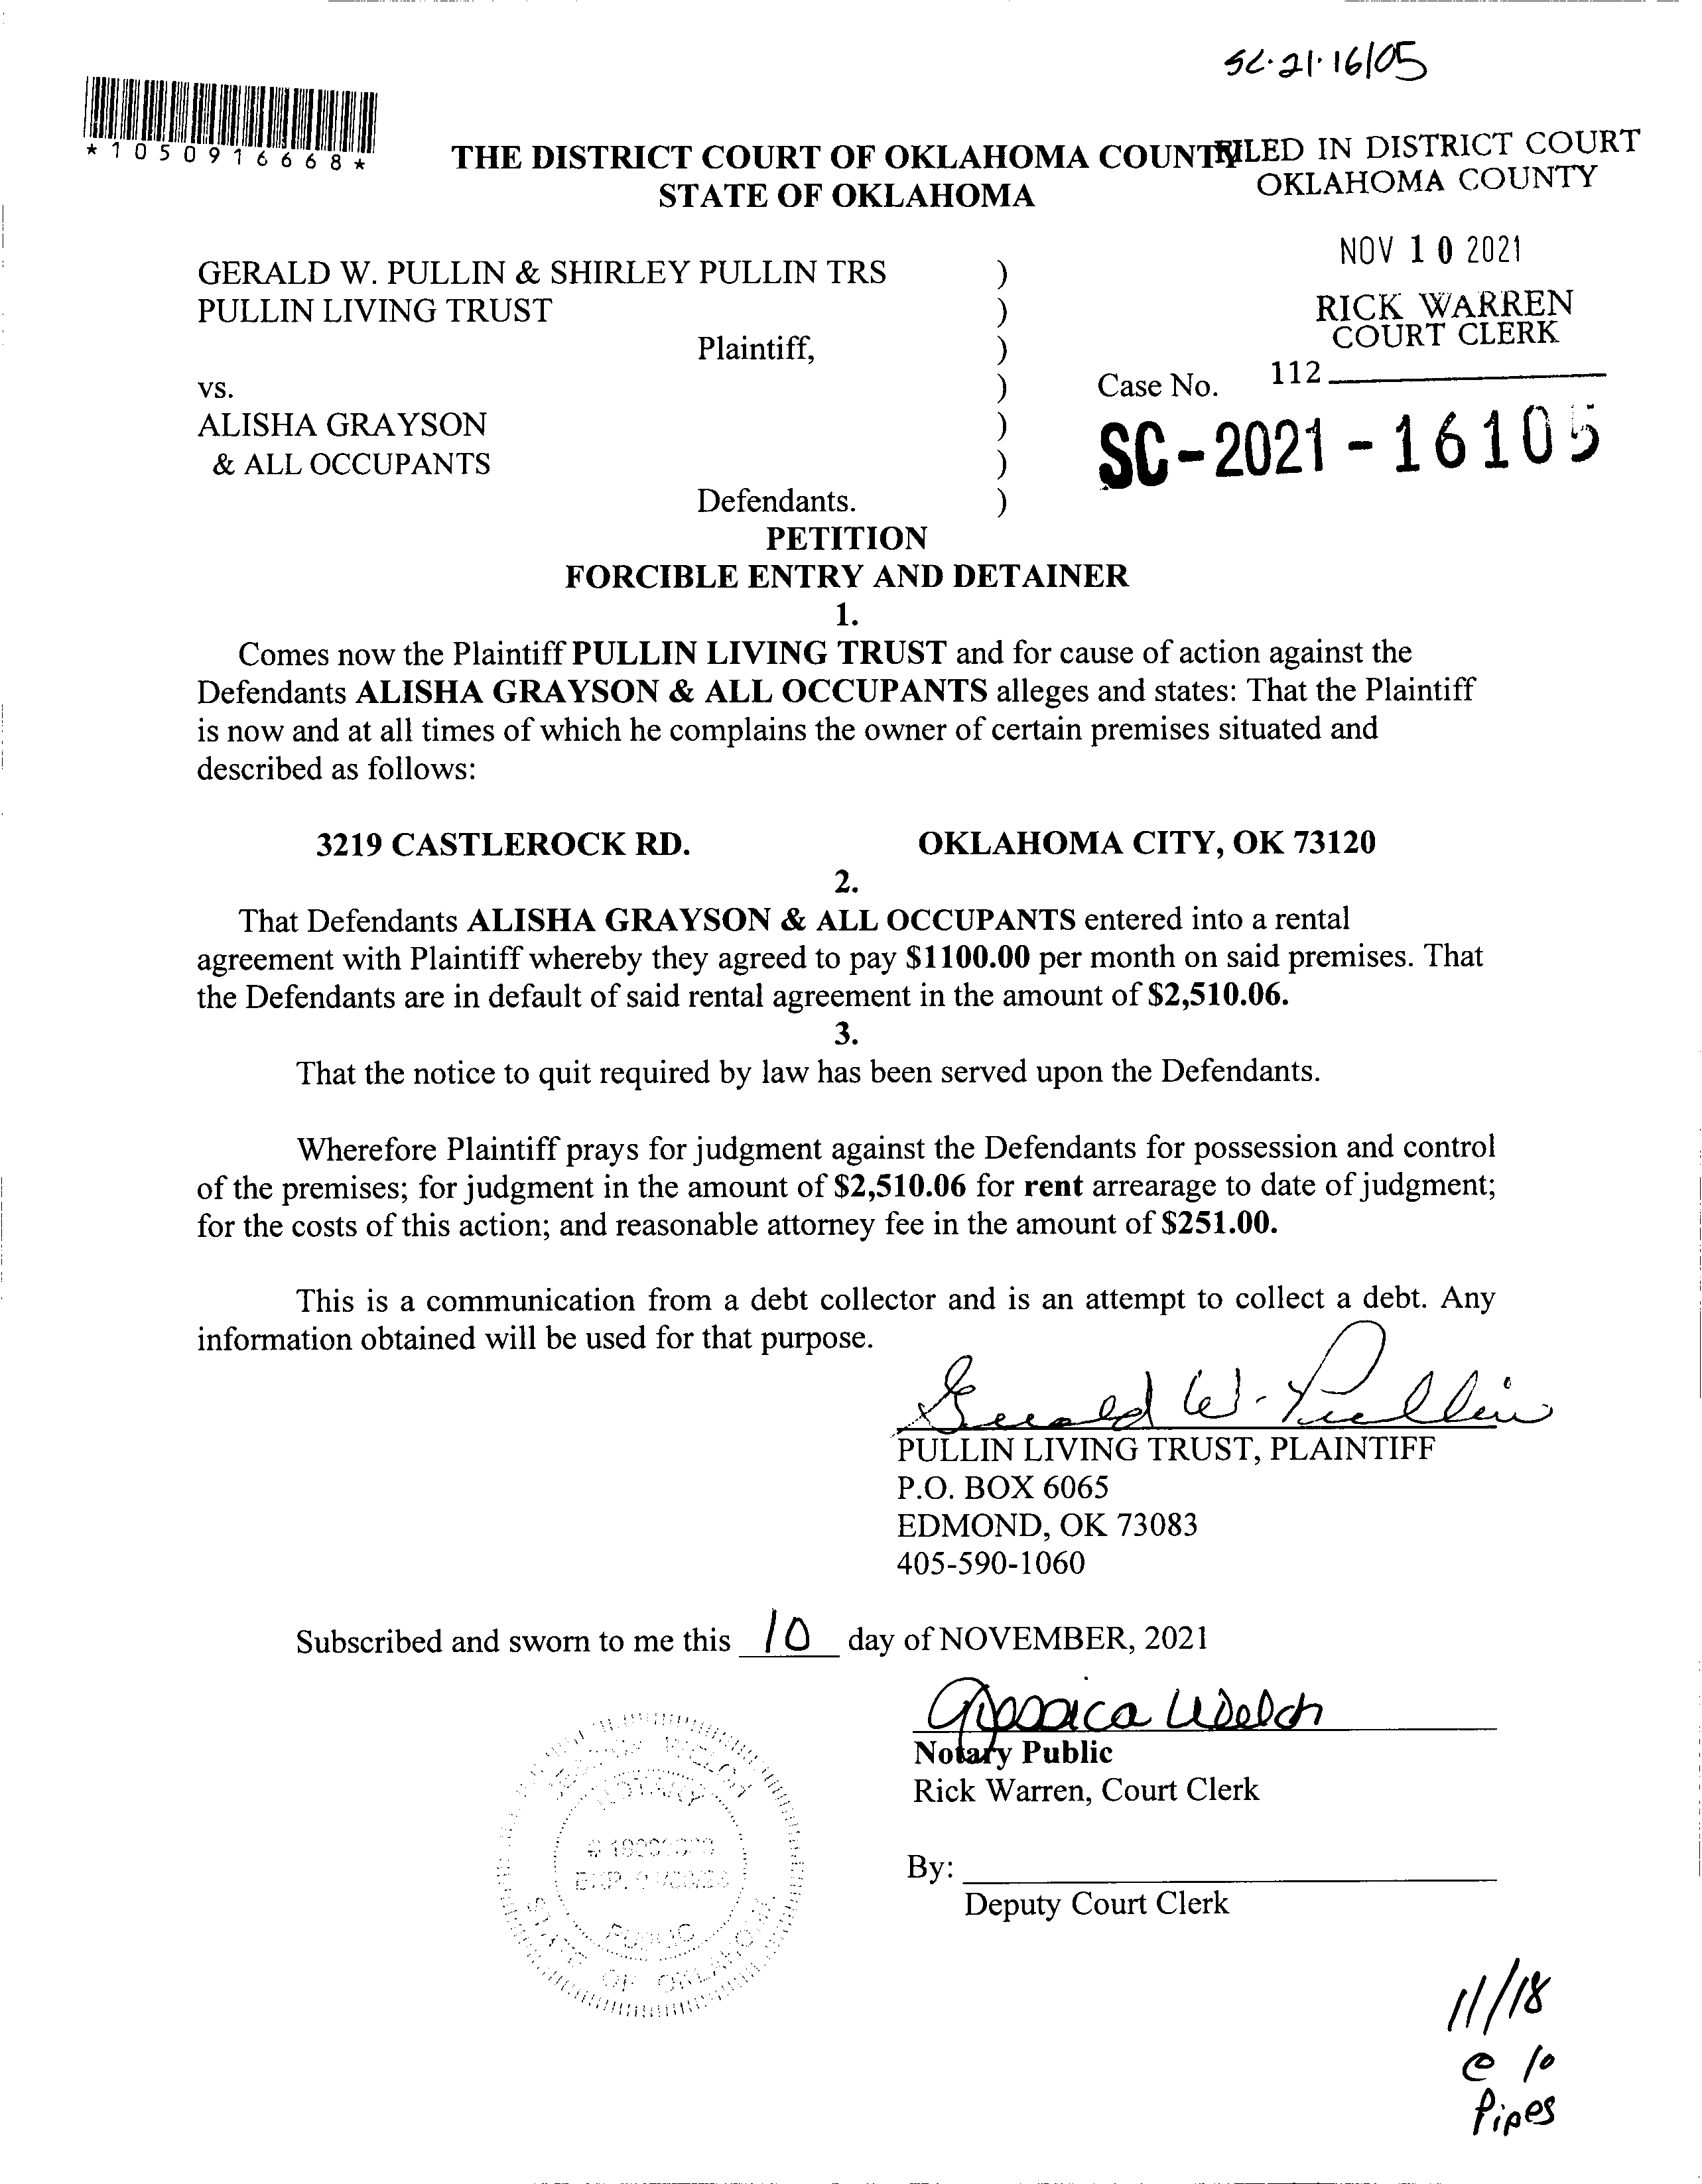 SC-21-16105
*1050916668*
THE DISTRICT COURT OF OKLAHOMA COUNTY
STATE OF OKLAHOMA
FILED IN DISTRICT COURT
OKLAHOMA COUNTY
NOV 10 2021
RICK WARREN
COURT CLERK
112
GERALD W. PULLIN & SHIRLEY PULLIN TRS )
PULLIN LIVING TRUST )
Plaintiff, )
vs. ) Case No.
ALISHA GRAYSON ) SC-2021-16105
& ALL OCCUPANTS )
Defendants. )
PETITION
FORCIBLE ENTRY AND DETAINER
1.
Comes now the Plaintiff PULLIN LIVING TRUST and for cause of action against the
Defendants ALISHA GRAYSON & ALL OCCUPANTS alleges and states: That the Plaintiff
is now and at all times of which he complains the owner of certain premises situated and
described as follows:
3219 CASTLEROCK RD. OKLAHOMA CITY, OK 73120
2.
That Defendants ALISHA GRAYSON & ALL OCCUPANTS entered into a rental
agreement with Plaintiff whereby they agreed to pay $1100.00 per month on said premises. That
the Defendants are in default of said rental agreement in the amount of $2,510.06.
3.
That the notice to quit required by law has been served upon the Defendants.
Wherefore Plaintiff prays for judgment against the Defendants for possession and control
of the premises; for judgment in the amount of $2,510.06 for rent arrearage to date of judgment;
for the costs of this action; and reasonable attorney fee in the amount of $251.00.
This is a communication from a debt collector and is an attempt to collect a debt. Any
information obtained will be used for that purpose.
Gerald W. Pullin
PULLIN LIVING TRUST, PLAINTIFF
P.O. BOX 6065
EDMOND, OK 73083
405-590-1060
Subscribed and sworn to me this 10 day of NOVEMBER, 2021
Jessica Welch
Notary Public
Rick Warren, Court Clerk
By:
Deputy Court Clerk
NOTARY
EXP.
PUBLIC
STATE OF OKLAHOMA
11/18
@ 10
Pipes